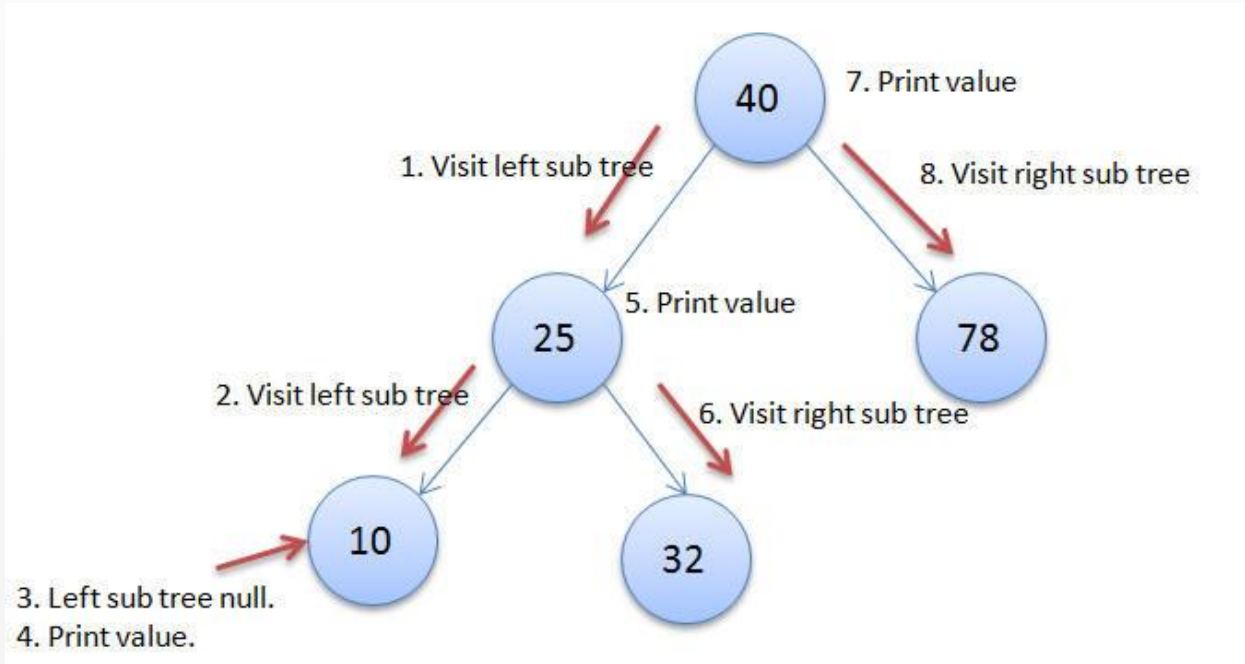 40
7. Print value
1. Visit left sub tree
8. Visit right sub tree
5. Print value
25
78
2. Visit left sub tree
6. Visit right sub tree
10
32
3. Left sub tree null.
4. Print value.